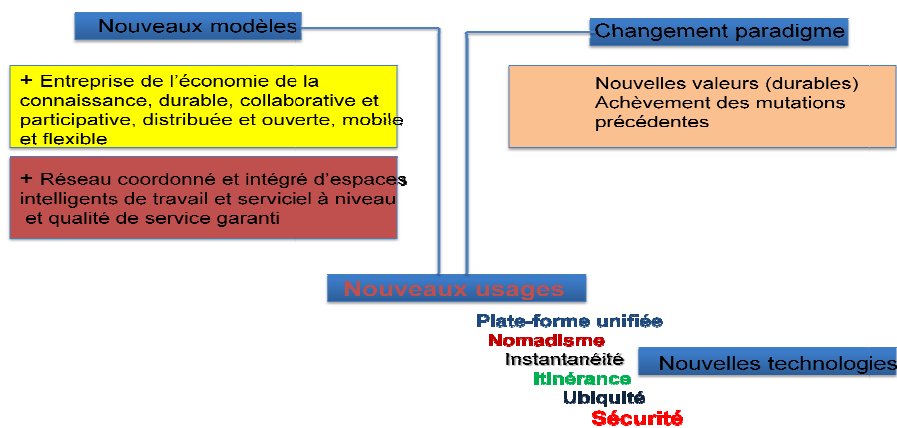 Nouveaux modèles
Changement paradigme
+ Entreprise de l'économie de la
connaissance, durable, collaborative et
participative, distribuée et ouverte, mobile
et flexible
Nouvelles valeurs (durables)
Achèvement des mutations
précédentes
+ Réseau coordonné et intégré d'espaces
intelligents de travail et serviciel à niveau
et qualité de service garanti
Nouveaux usages
Plate-forme unifiée
Nomadisme
Instantanéité
Itinérance
Ubiquité
Sécurité
Nouvelles technologies